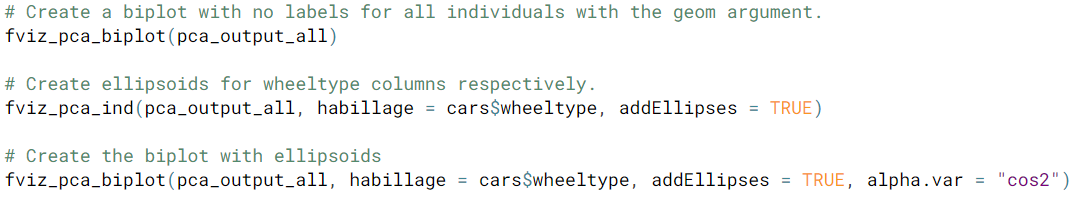 # Create a biplot with no labels for all individuals with the geom argument.
fviz_pca_biplot(pca_output_all)
# Create ellipsoids for wheeltype columns respectively.
fviz_pca_ind(pca_output_all, habillage = cars$wheeltype, addEllipses = TRUE)
# Create the biplot with ellipsoids
fviz_pca_biplot(pca_output_all, habillage = cars$wheeltype, addEllipses = TRUE, alpha.var = "cos2")